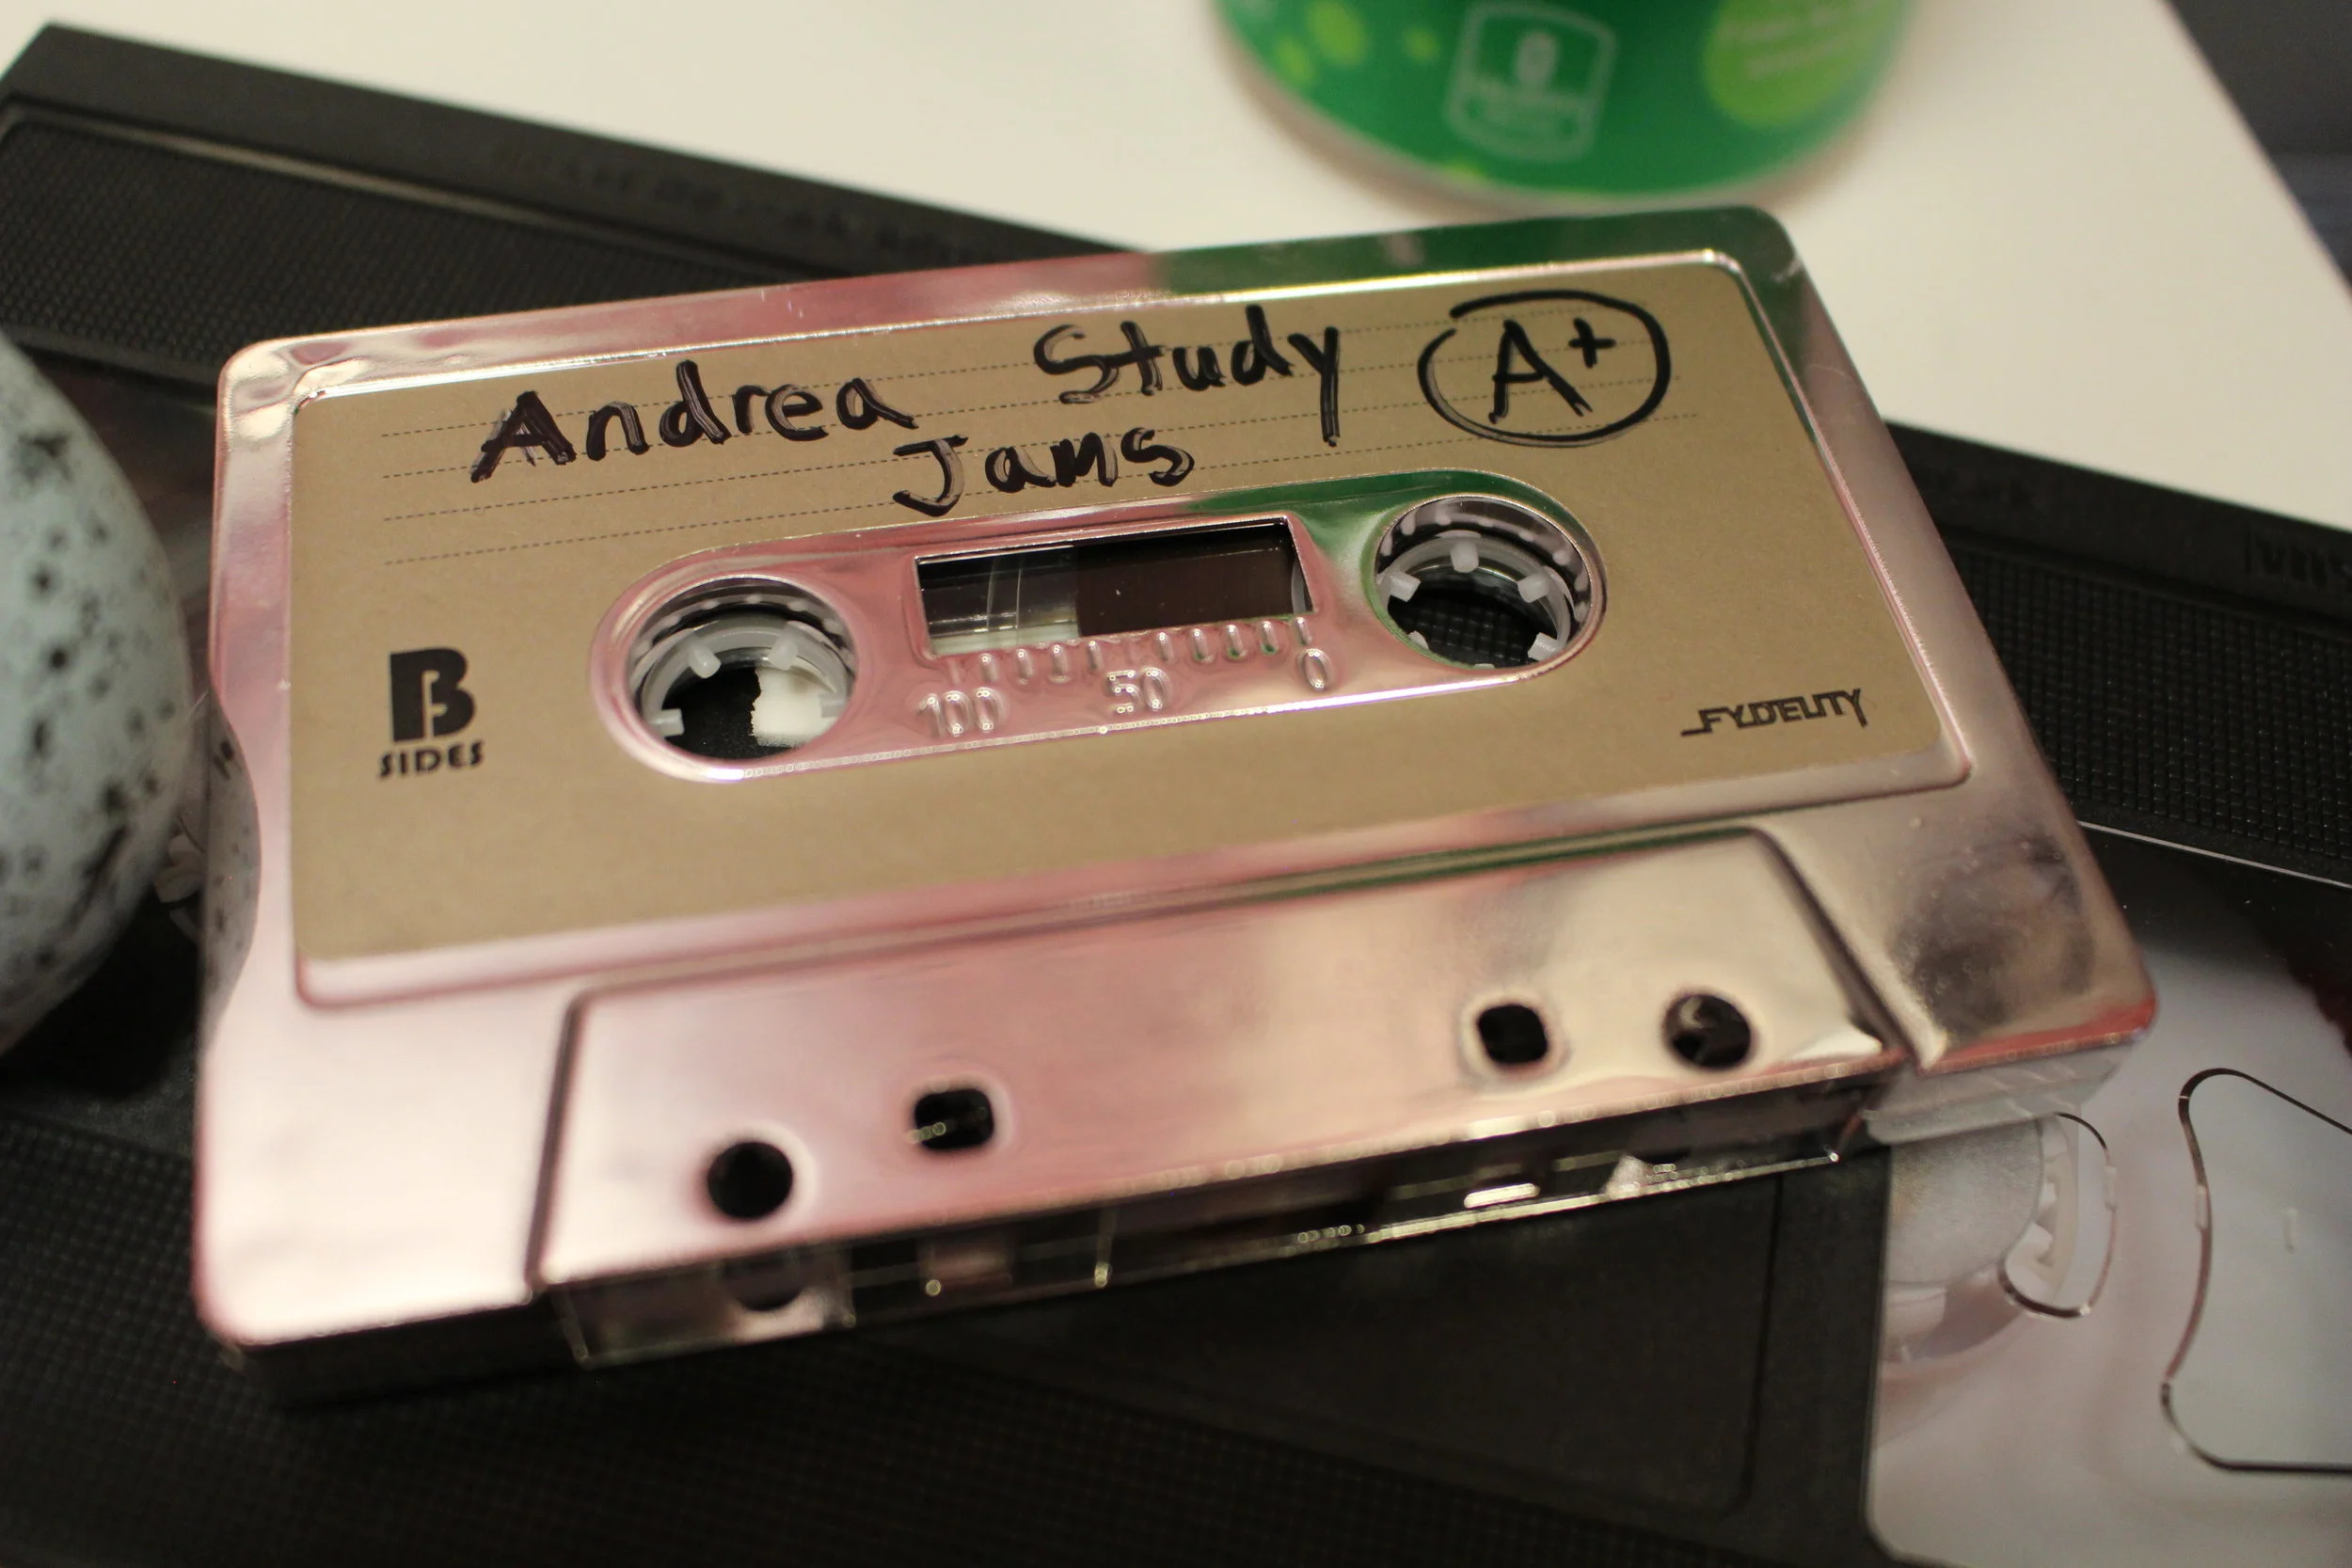 Andrea Study A+
Jams
100 50 0
B
SIDES
FYDELITY